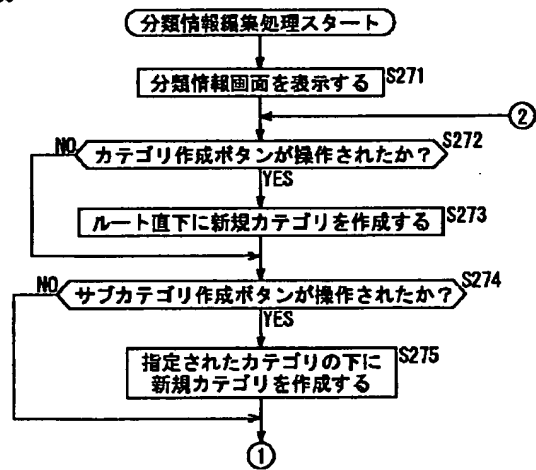 分類情報編集処理スタート
分類情報画面を表示する
S271
②
カテゴリ作成ボタンが操作されたか?
S272
NO
YES
ルート直下に新規カテゴリを作成する
S273
サブカテゴリ作成ボタンが操作されたか?
S274
NO
YES
指定されたカテゴリの下に
新規カテゴリを作成する
S275
①